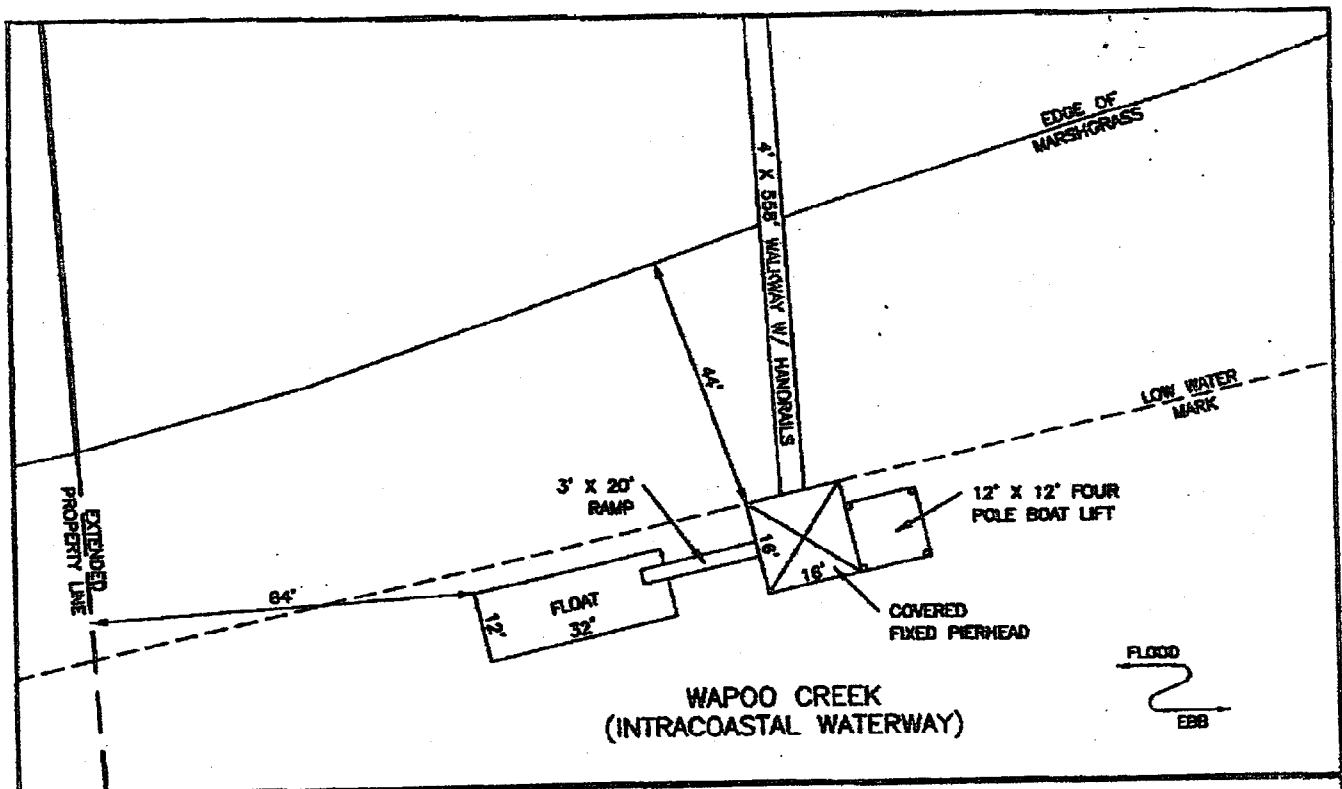 EDGE OF
MARSHGRASS
4' X 558' WALKWAY W/ HANDRAILS
44'
LOW WATER
MARK
3' X 20'
RAMP
12' X 12' FOUR
POLE BOAT LIFT
EXTENDED
PROPERTY LINE
64'
FLOAT
32'
12'
16'
16'
COVERED
FIXED PIERHEAD
FLOOD
EBB
WAPOO CREEK
(INTRACOASTAL WATERWAY)